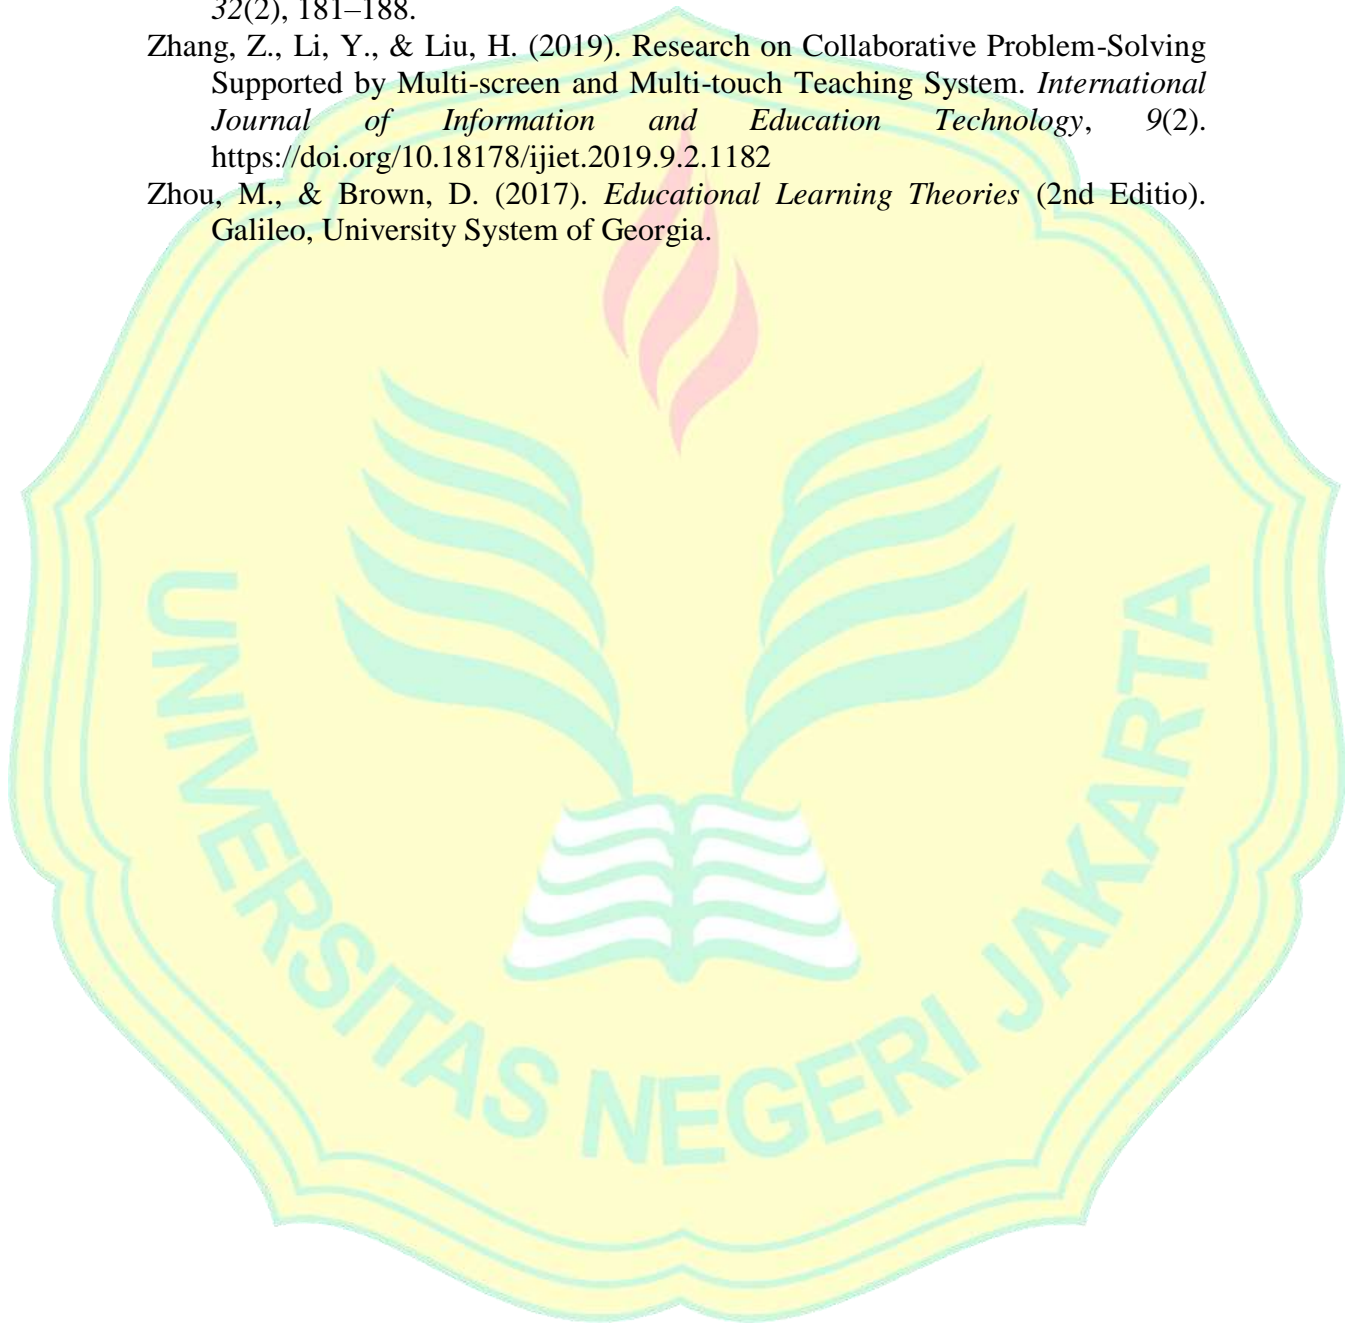 32(2), 181–188.
Zhang, Z., Li, Y., & Liu, H. (2019). Research on Collaborative Problem-Solving
Supported by Multi-screen and Multi-touch Teaching System. International
Journal of Information and Education Technology, 9(2).
https://doi.org/10.18178/ijiet.2019.9.2.1182
Zhou, M., & Brown, D. (2017). Educational Learning Theories (2nd Editio).
Galileo, University System of Georgia.
UNIVERSITAS NEGERI JAKARTA